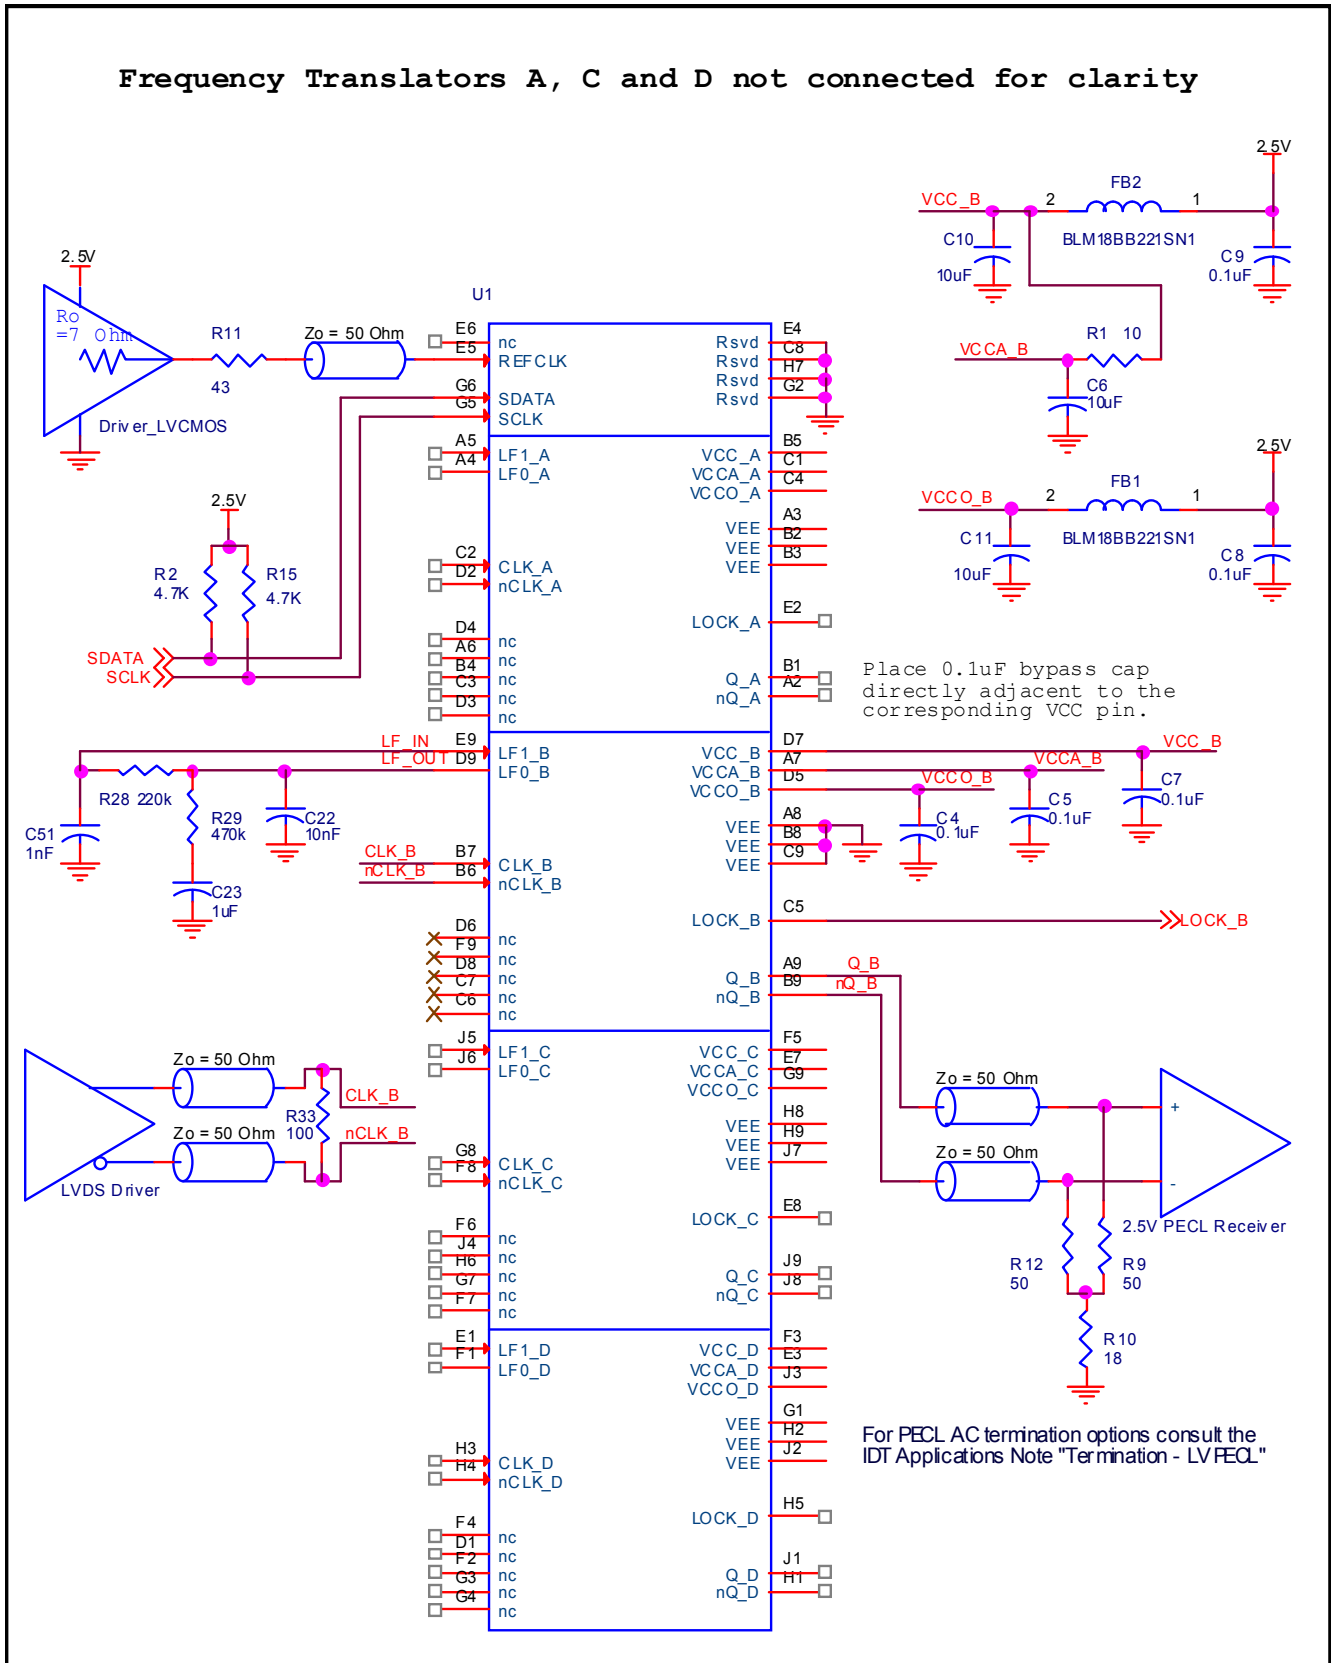 Frequency Translators A, C and D not connected for clarity
2.5V
FB2
VCC_B
2
1
C10
10uF
BLM18BB221SN1
C9
0.1uF
R1 10
VCCA_B
C6
10uF
2.5V
FB1
VCCO_B
2
1
C11
10uF
BLM18BB221SN1
C8
0.1uF
2.5V
Ro
=7 Ohm
R11
43
Zo = 50 Ohm
Driver_LVCMOS
2.5V
R2
4.7K
R15
4.7K
SDATA
SCLK
U1
E6
nc
E5
REFCLK
G6
SDATA
G5
SCLK
E4
Rsvd
C8
Rsvd
H7
Rsvd
G2
Rsvd
A5
LF1_A
A4
LF0_A
C2
CLK_A
D2
nCLK_A
D4
nc
A6
nc
B4
nc
C3
nc
D3
nc
B5
VCC_A
C1
VCCA_A
C4
VCCO_A
A3
VEE
B2
VEE
B3
VEE
E2
LOCK_A
B1
Q_A
A2
nQ_A
Place 0.1uF bypass cap
directly adjacent to the
corresponding VCC pin.
LF_IN
E9
LF1_B
LF_OUT
D9
LF0_B
R28 220k
R29
470k
C22
10nF
C51
1nF
C23
1uF
CLK_B
B7
CLK_B
nCLK_B
B6
nCLK_B
D6
nc
F9
nc
D8
nc
C7
nc
C6
nc
D7
VCC_B
VCC_B
A7
VCCA_B
VCCA_B
D5
VCCO_B
VCCO_B
C7
0.1uF
C5
0.1uF
C4
0.1uF
A8
VEE
B8
VEE
C9
VEE
C5
LOCK_B
LOCK_B
A9
Q_B
Q_B
B9
nQ_B
nQ_B
Zo = 50 Ohm
CLK_B
R33
100
Zo = 50 Ohm
nCLK_B
LVDS Driver
J5
LF1_C
J6
LF0_C
G8
CLK_C
F8
nCLK_C
F6
nc
J4
nc
H6
nc
G7
nc
F7
nc
F5
VCC_C
E7
VCCA_C
G9
VCCO_C
H8
VEE
H9
VEE
J7
VEE
E8
LOCK_C
J9
Q_C
J8
nQ_C
Zo = 50 Ohm
+
Zo = 50 Ohm
-
2.5V PECL Receiver
R12
50
R9
50
R10
18
E1
LF1_D
F1
LF0_D
H3
CLK_D
H4
nCLK_D
F4
nc
D1
nc
F2
nc
G3
nc
G4
nc
F3
VCC_D
E3
VCCA_D
J3
VCCO_D
G1
VEE
H2
VEE
J2
VEE
H5
LOCK_D
J1
Q_D
H1
nQ_D
For PECL AC termination options consult the
IDT Applications Note "Termination - LVPECL"